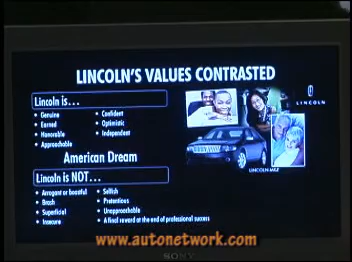 LINCOLN'S VALUES CONTRASTED
Lincoln is...
• Genuine
• Earned
• Honorable
• Approachable
• Confident
• Optimistic
• Independent
LINCOLN
LINCOLN MKZ
American Dream
Lincoln is NOT...
• Arrogant or boastful
• Brash
• Superficial
• Insecure
• Selfish
• Pretentious
• Unapproachable
• A final reward at the end of professional success
www.autonetwork.com
SONY